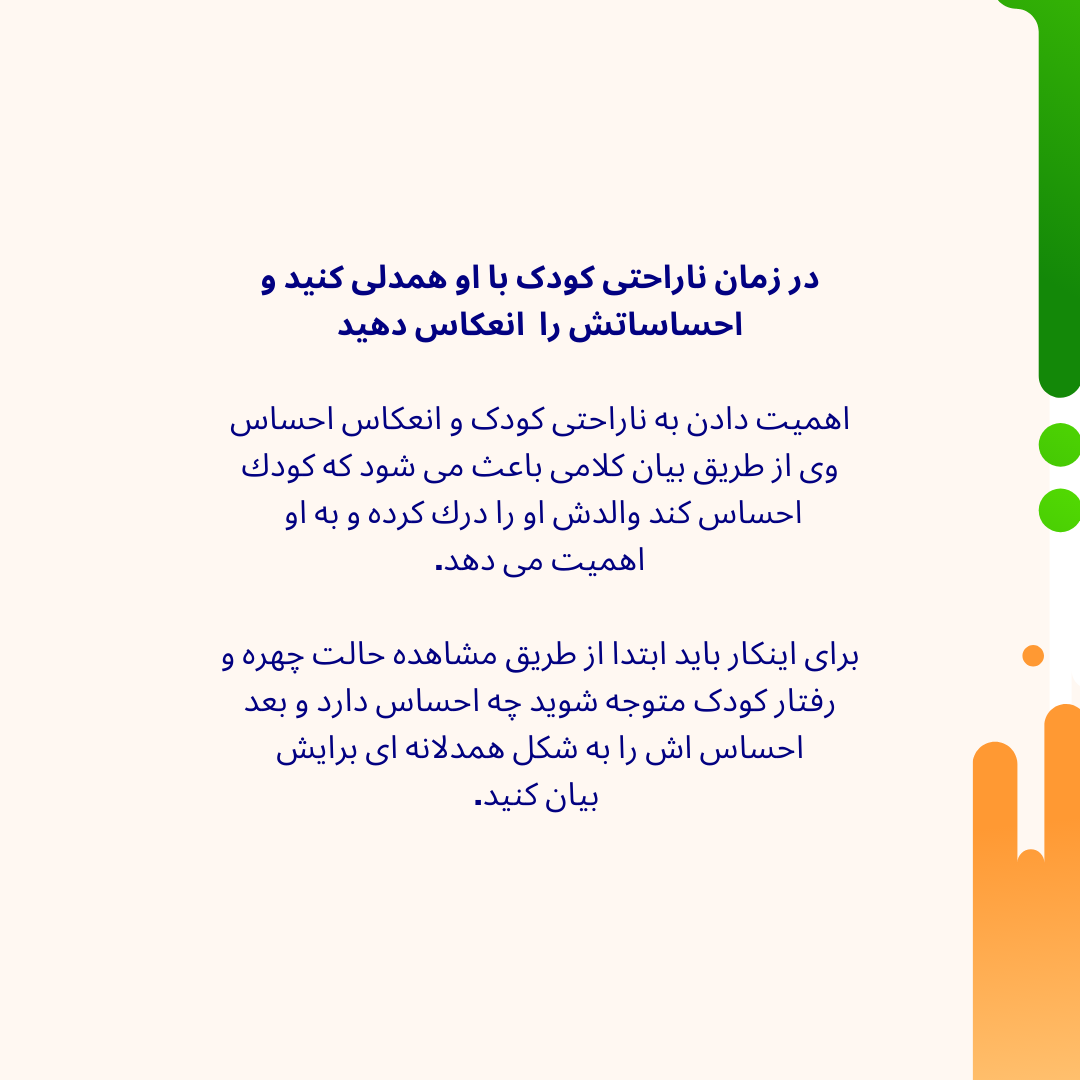 در زمان ناراحتی کودک با او همدلی کنید و
احساساتش را انعکاس دهید
اهمیت دادن به ناراحتی کودک و انعکاس احساس
وی از طریق بیان کلامی باعث می شود که کودك
احساس کند والدش او را درك کرده و به او
اهمیت می دهد.
برای اینکار باید ابتدا از طریق مشاهده حالت چهره و
رفتار کودک متوجه شوید چه احساس دارد و بعد
احساس اش را به شکل همدلانه ای برایش
بیان کنید.